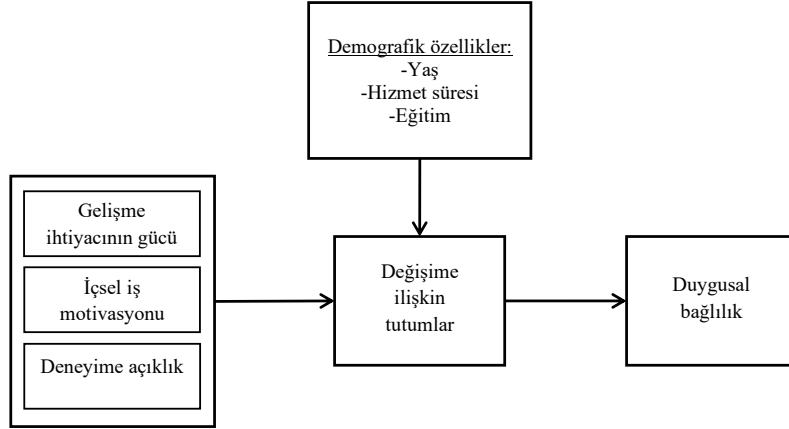 Demografik özellikler:
-Yaş
-Hizmet süresi
-Eğitim
Gelişme
ihtiyacının gücü
İçsel iş
motivasyonu
Deneyime açıklık
Değişime
ilişkin
tutumlar
Duygusal
bağlılık